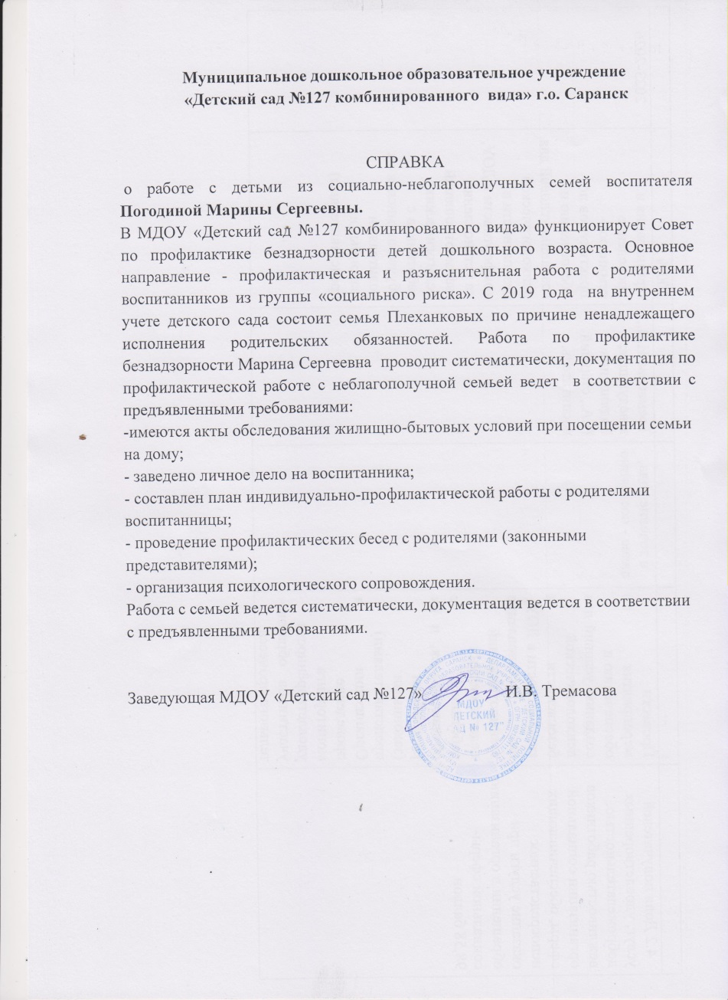 Муниципальное дошкольное образовательное учреждение
«Детский сад №127 комбинированного вида» г.о. Саранск
СПРАВКА
о работе с детьми из социально-неблагополучных семей воспитателя
Погодиной Марины Сергеевны.
В МДОУ «Детский сад №127 комбинированного вида» функционирует Совет
по профилактике безнадзорности детей дошкольного возраста. Основное
направление - профилактическая и разъяснительная работа с родителями
воспитанников из группы «социального риска». С 2019 года на внутреннем
учете детского сада состоит семья Плеханковых по причине ненадлежащего
исполнения родительских обязанностей. Работа по профилактике
безнадзорности Марина Сергеевна проводит систематически, документация по
профилактической работе с неблагополучной семьей ведет в соответствии с
предъявленными требованиями:
-имеются акты обследования жилищно-бытовых условий при посещении семьи
на дому;
- заведено личное дело на воспитанника;
- составлен план индивидуально-профилактической работы с родителями
воспитанницы;
- проведение профилактических бесед с родителями (законными
представителями);
- организация психологического сопровождения.
Работа с семьей ведется систематически, документация ведется в соответствии
с предъявленными требованиями.
Заведующая МДОУ «Детский сад №127» И.В. Тремасова
МДОУ
ДЕТСКИЙ
САД № 127"